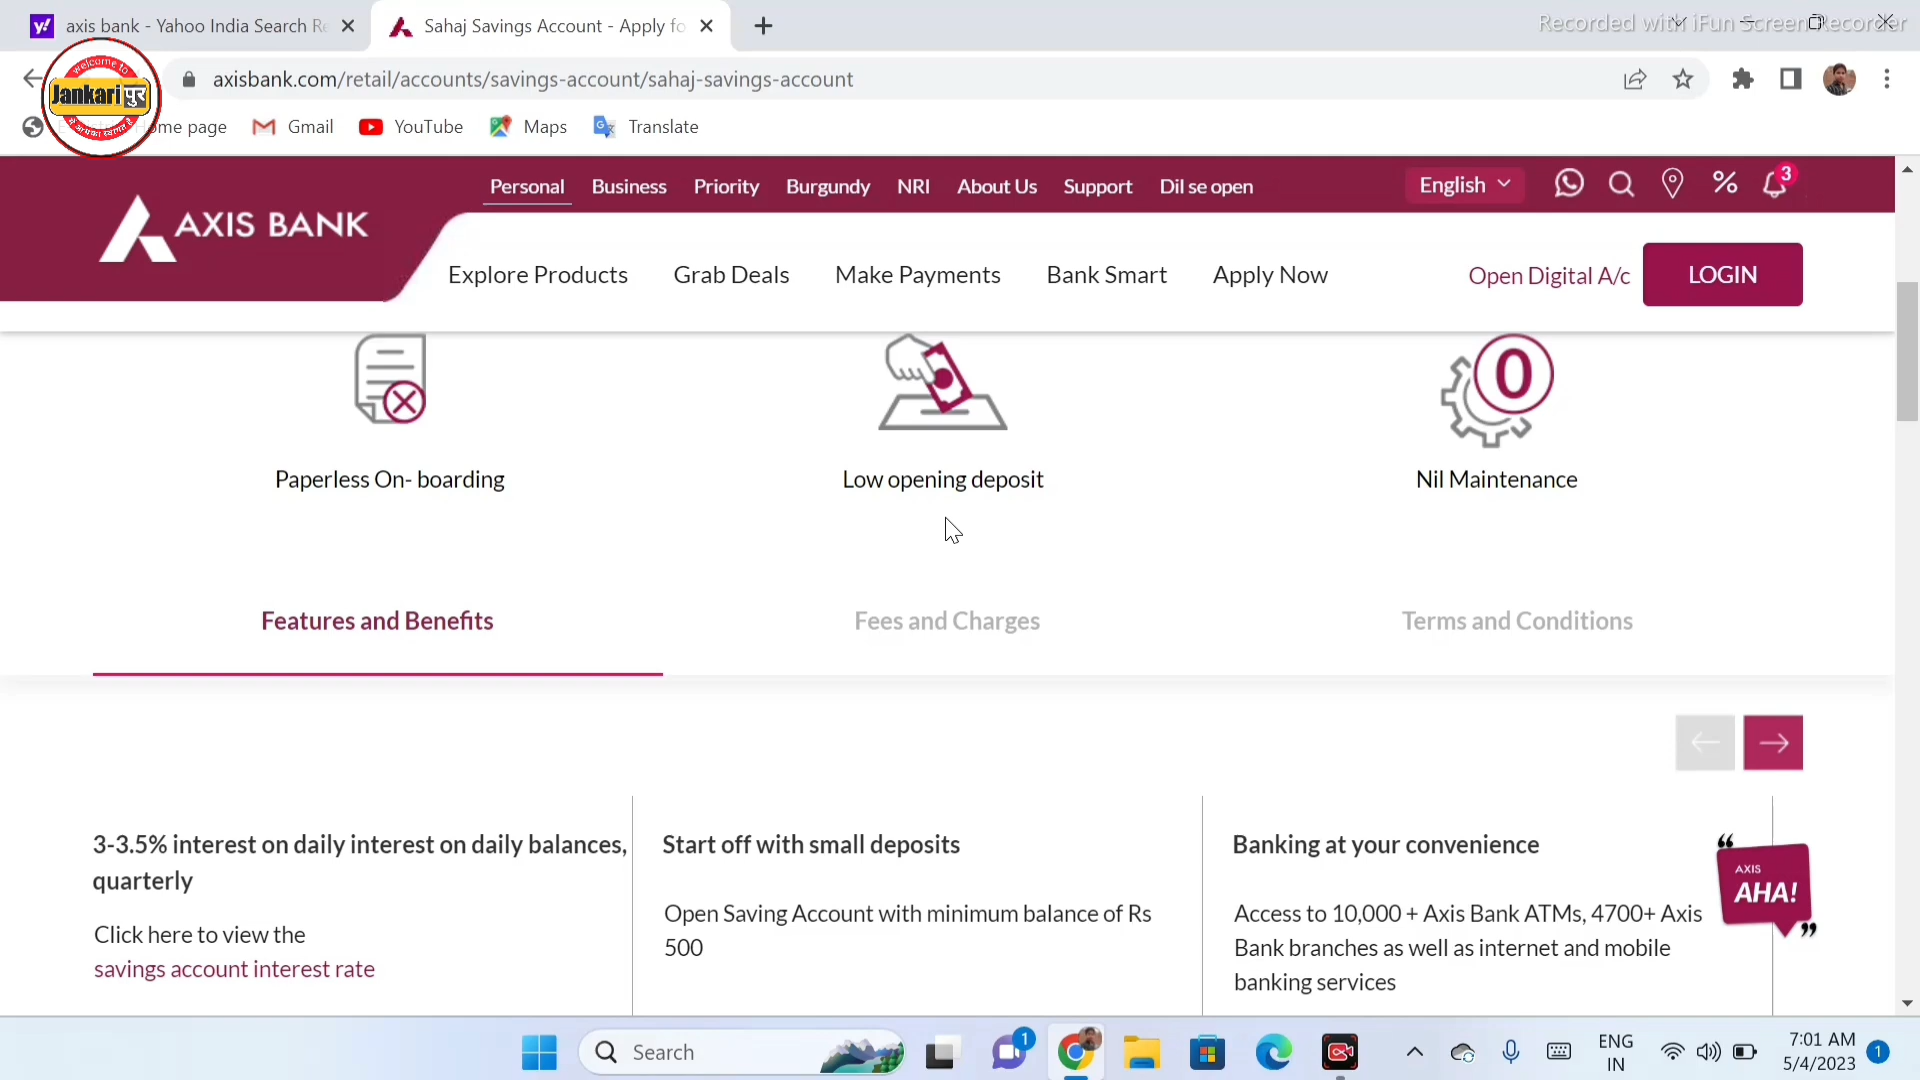 axis bank - Yahoo India Search Re
Sahaj Savings Account - Apply fo
Recorded with iFun Screen Recorder
axisbank.com/retail/accounts/savings-account/sahaj-savings-account
welcome to
Jankari पुर
मे आपका स्वागत है
ome page
Gmail
YouTube
Maps
Translate
Personal
Business
Priority
Burgundy
NRI
About Us
Support
Dil se open
English
3
AXIS BANK
Explore Products
Grab Deals
Make Payments
Bank Smart
Apply Now
Open Digital A/c
LOGIN
0
Paperless On- boarding
Low opening deposit
Nil Maintenance
Features and Benefits
Fees and Charges
Terms and Conditions
3-3.5% interest on daily interest on daily balances,
quarterly
Click here to view the
savings account interest rate
Start off with small deposits
Open Saving Account with minimum balance of Rs
500
Banking at your convenience
Access to 10,000 + Axis Bank ATMs, 4700+ Axis
Bank branches as well as internet and mobile
banking services
“ AXIS
AHA! ”
Search
1
ENG
IN
7:01 AM
5/4/2023
1